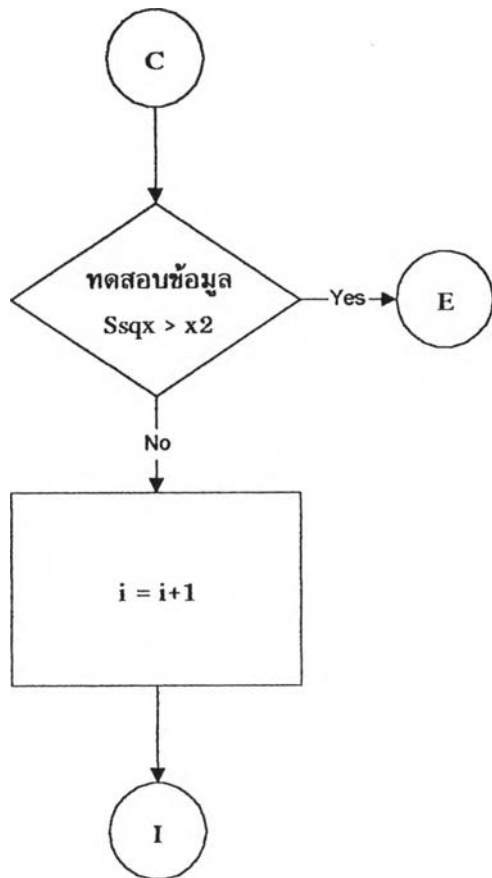 C
ทดสอบข้อมูล
Ssqx > x2
Yes
E
No
i = i+1
I